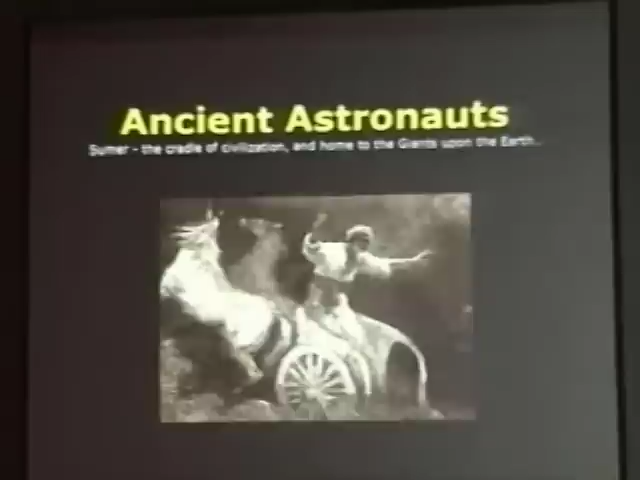 Ancient Astronauts
Sumer - the cradle of civilization, and home to the Giants upon the Earth...